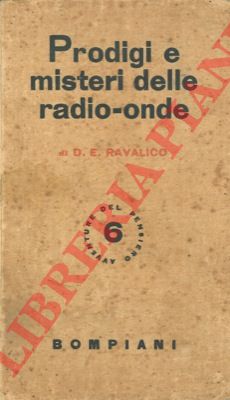 Prodigi e
misteri delle
radio-onde
di D. E. RAVALICO
AVVENTURE DEL PENSIERO
6
BOMPIANI
LIBRERIA PIANI